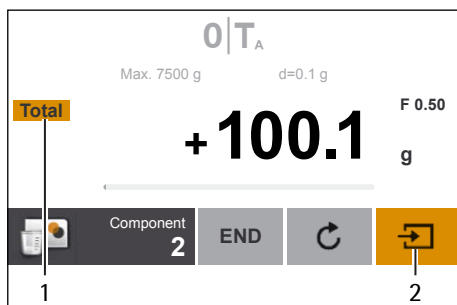 0|TA
Max. 7500 g d=0.1 g
Total
F 0.50
+100.1
g
Component
2
END
1
2